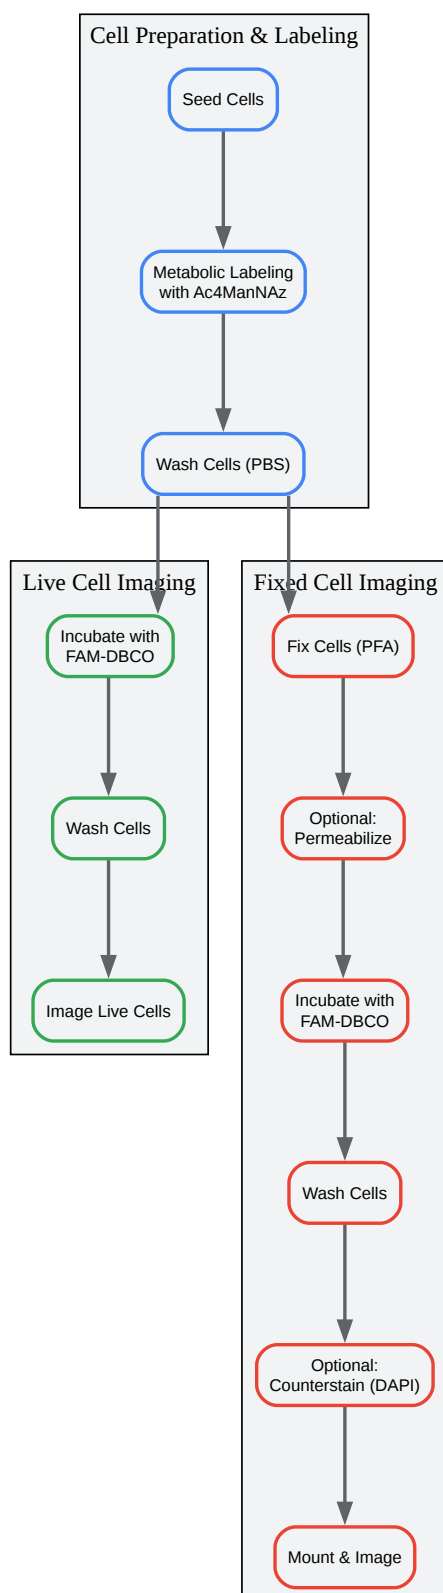 Cell Preparation & Labeling
Seed Cells
Metabolic Labeling
with Ac4ManNAz
Wash Cells (PBS)
Live Cell Imaging
Incubate with
FAM-DBCO
Wash Cells
Image Live Cells
Fixed Cell Imaging
Fix Cells (PFA)
Optional:
Permeabilize
Incubate with
FAM-DBCO
Wash Cells
Optional:
Counterstain (DAPI)
Mount & Image